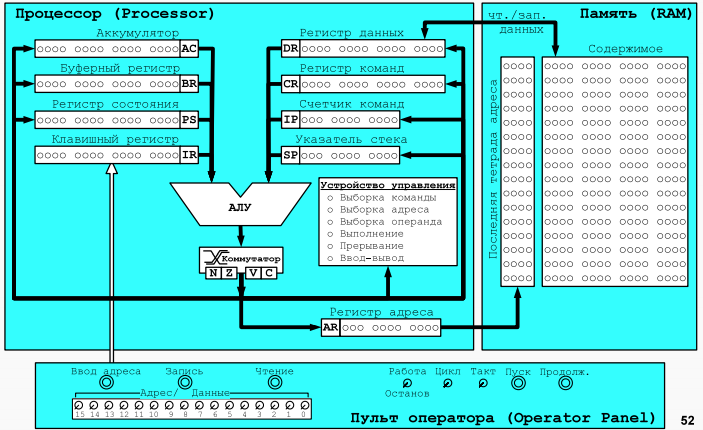 Процессор (Processor)
Аккумулятор
AC
Буферный регистр
BR
Регистр состояния
PS
Клавишный регистр
IR
Регистр данных
DR
Регистр команд
CR
Счетчик команд
IP
Указатель стека
SP
АЛУ
Коммутатор
N Z V C
Устройство управления
Выборка команды
Выборка адреса
Выборка операнда
Выполнение
Прерывание
Ввод-вывод
Регистр адреса
AR
чт./зап.
данных
Память (RAM)
Содержимое
Последняя тетрада адреса
Ввод адреса
Запись
Чтение
Адрес/ Данные
15 14 13 12 11 10 9 8 7 6 5 4 3 2 1 0
Работа
Останов
Цикл
Такт
Пуск
Продолж.
Пульт оператора (Operator Panel)
52